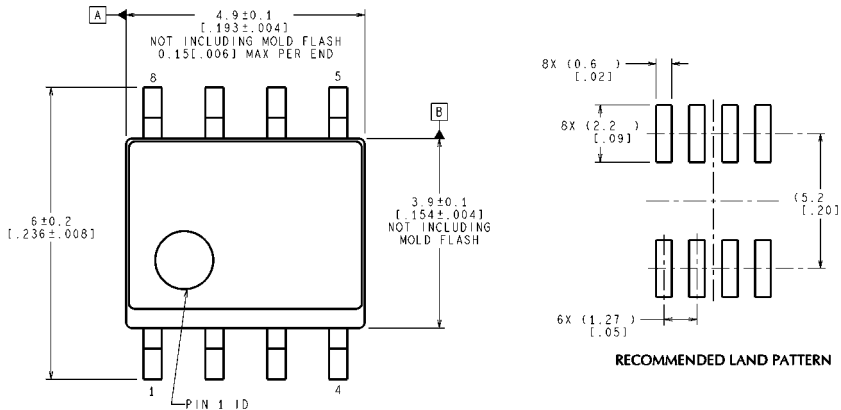 A
4.9±0.1
[.193±.004]
NOT INCLUDING MOLD FLASH
0.15[.006] MAX PER END
8
5
B
6±0.2
[.236±.008]
3.9±0.1
[.154±.004]
NOT INCLUDING
MOLD FLASH
1
4
PIN 1 ID
8X (0.6 )
[.02]
8X (2.2 )
[.09]
(5.2
[.20]
6X (1.27 )
[.05]
RECOMMENDED LAND PATTERN